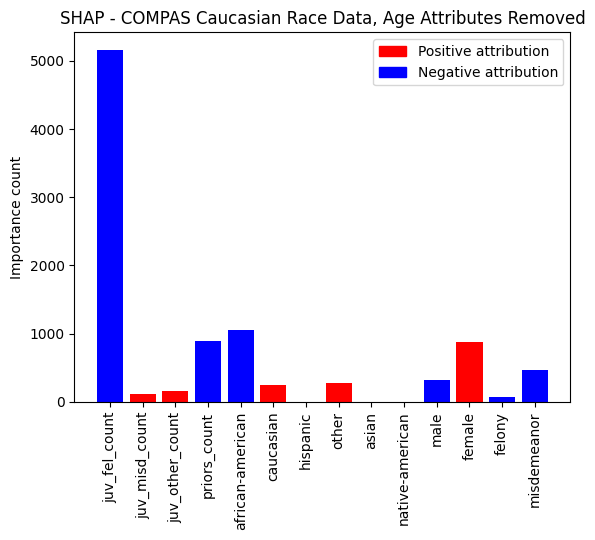 SHAP - COMPAS Caucasian Race Data, Age Attributes Removed
Positive attribution
Negative attribution
Importance count
5000
4000
3000
2000
1000
0
juv_fel_count
juv_misd_count
juv_other_count
priors_count
african-american
caucasian
hispanic
other
asian
native-american
male
female
felony
misdemeanor